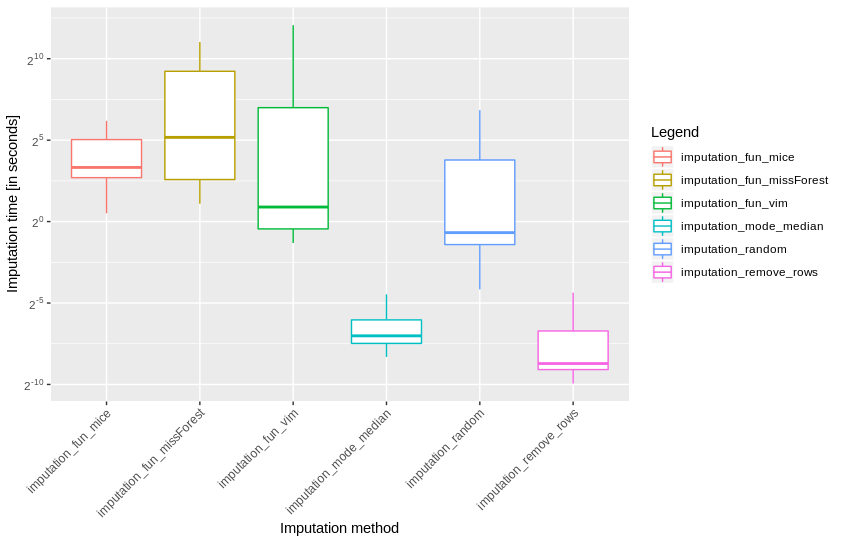 Imputation time [in seconds]
2^10
2^5
2^0
2^-5
2^-10
imputation_fun_mice
imputation_fun_missForest
imputation_fun_vim
imputation_mode_median
imputation_random
imputation_remove_rows
Imputation method
Legend
imputation_fun_mice
imputation_fun_missForest
imputation_fun_vim
imputation_mode_median
imputation_random
imputation_remove_rows